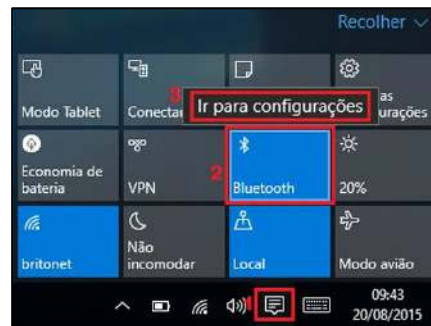 Recolher
3
Ir para configurações
Modo Tablet
Conectar
as
urações
Economia de
bateria
VPN
2
Bluetooth
20%
britonet
Não
incomodar
Local
Modo avião
1
09:43
20/08/2015